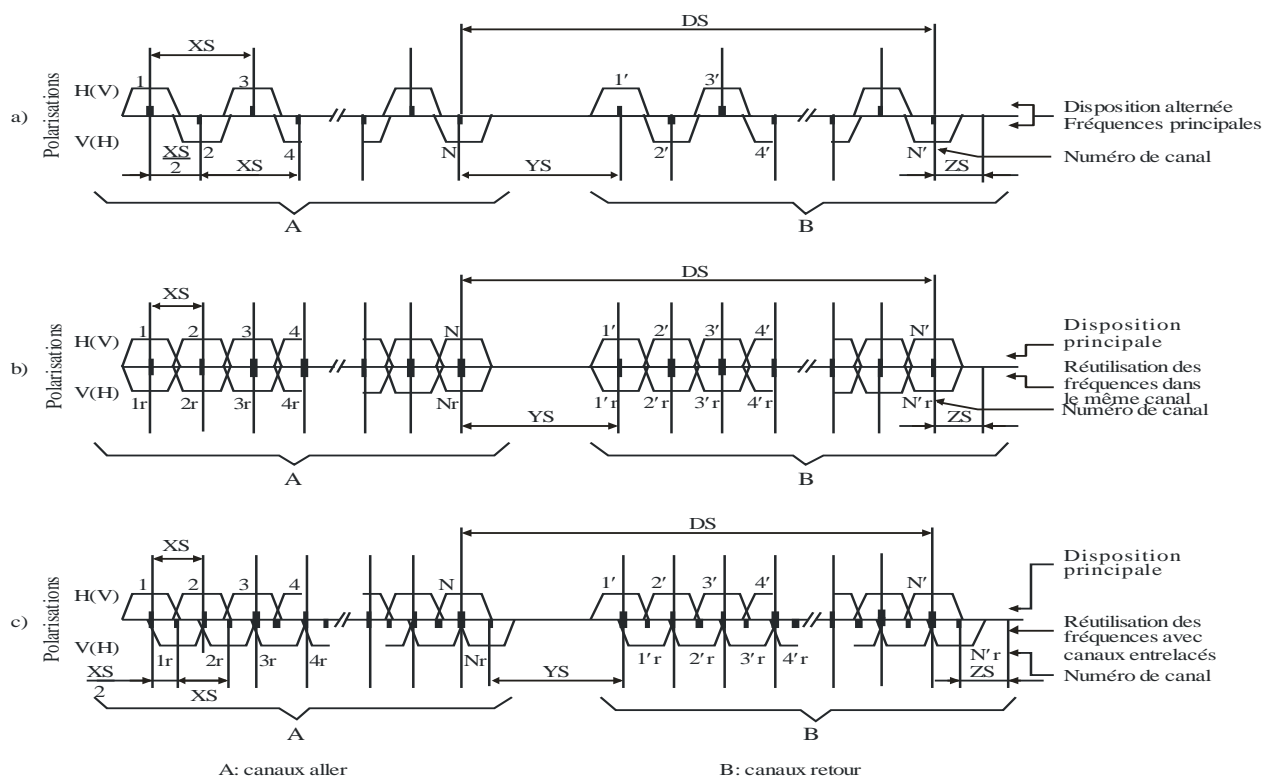 DS
XS
1
3
1′
3′
H(V)
a)
Polarisations
V(H)
Disposition alternée
Fréquences principales
2
4
N
2′
4′
N′
Numéro de canal
XS
2
XS
YS
ZS
A
B
DS
XS
1
2
3
4
N
1′
2′
3′
4′
N′
H(V)
b)
Polarisations
V(H)
Disposition
principale
Réutilisation des
fréquences dans
le même canal
Numéro de canal
1r
2r
3r
4r
Nr
1′r
2′r
3′r
4′r
N′r
YS
ZS
A
B
DS
XS
1
2
3
4
N
1′
2′
3′
4′
N′
H(V)
c)
Polarisations
V(H)
Disposition
principale
Réutilisation des
fréquences avec
canaux entrelacés
Numéro de canal
1r
2r
3r
4r
Nr
1′r
2′r
3′r
4′r
N′r
XS
2
XS
YS
ZS
A
B
A: canaux aller
B: canaux retour